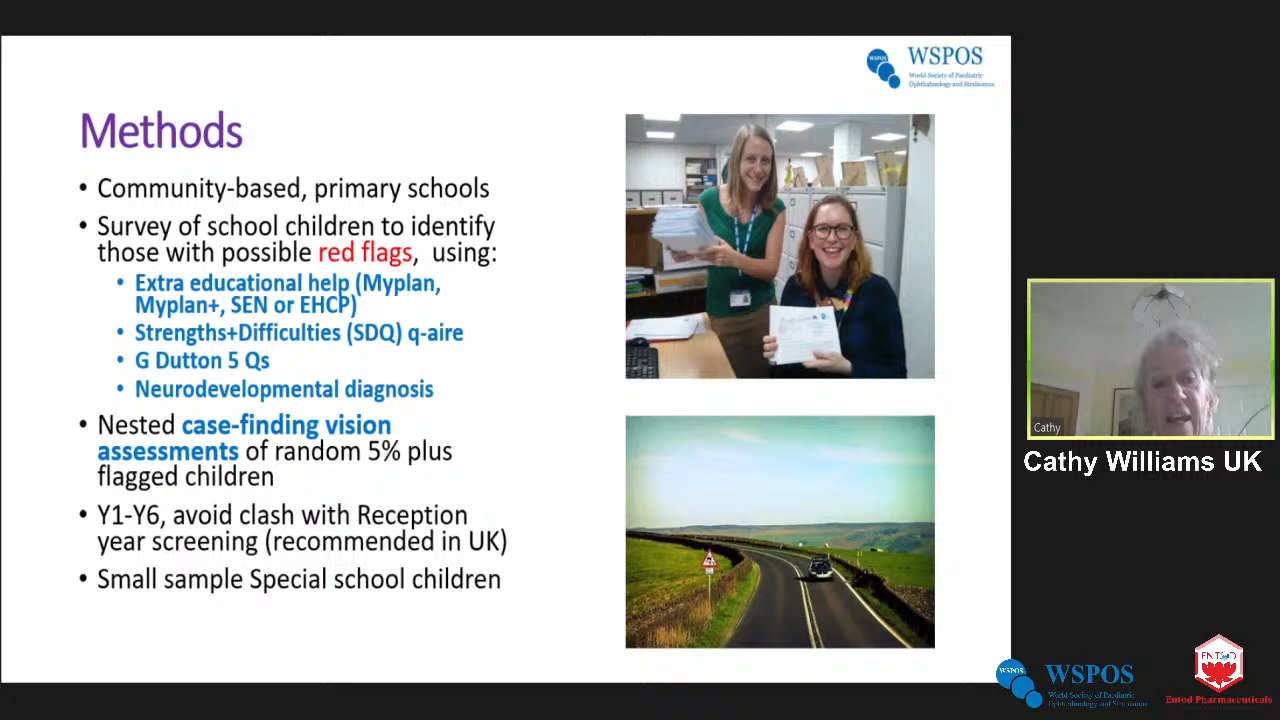 WSPOS
WSPOS
World Society of Paediatric
Ophthalmology and Strabismus
Methods
• Community-based, primary schools
• Survey of school children to identify
those with possible red flags,  using:
• Extra educational help (Myplan,
Myplan+, SEN or EHCP)
• Strengths+Difficulties (SDQ) q-aire
• G Dutton 5 Qs
• Neurodevelopmental diagnosis
• Nested case-finding vision
assessments of random 5% plus
flagged children
• Y1-Y6, avoid clash with Reception
year screening (recommended in UK)
• Small sample Special school children
Cathy
Cathy Williams UK
WSPOS
WSPOS
World Society of Paediatric
Ophthalmology and Strabismus
ENTOD
Entod Pharmaceuticals